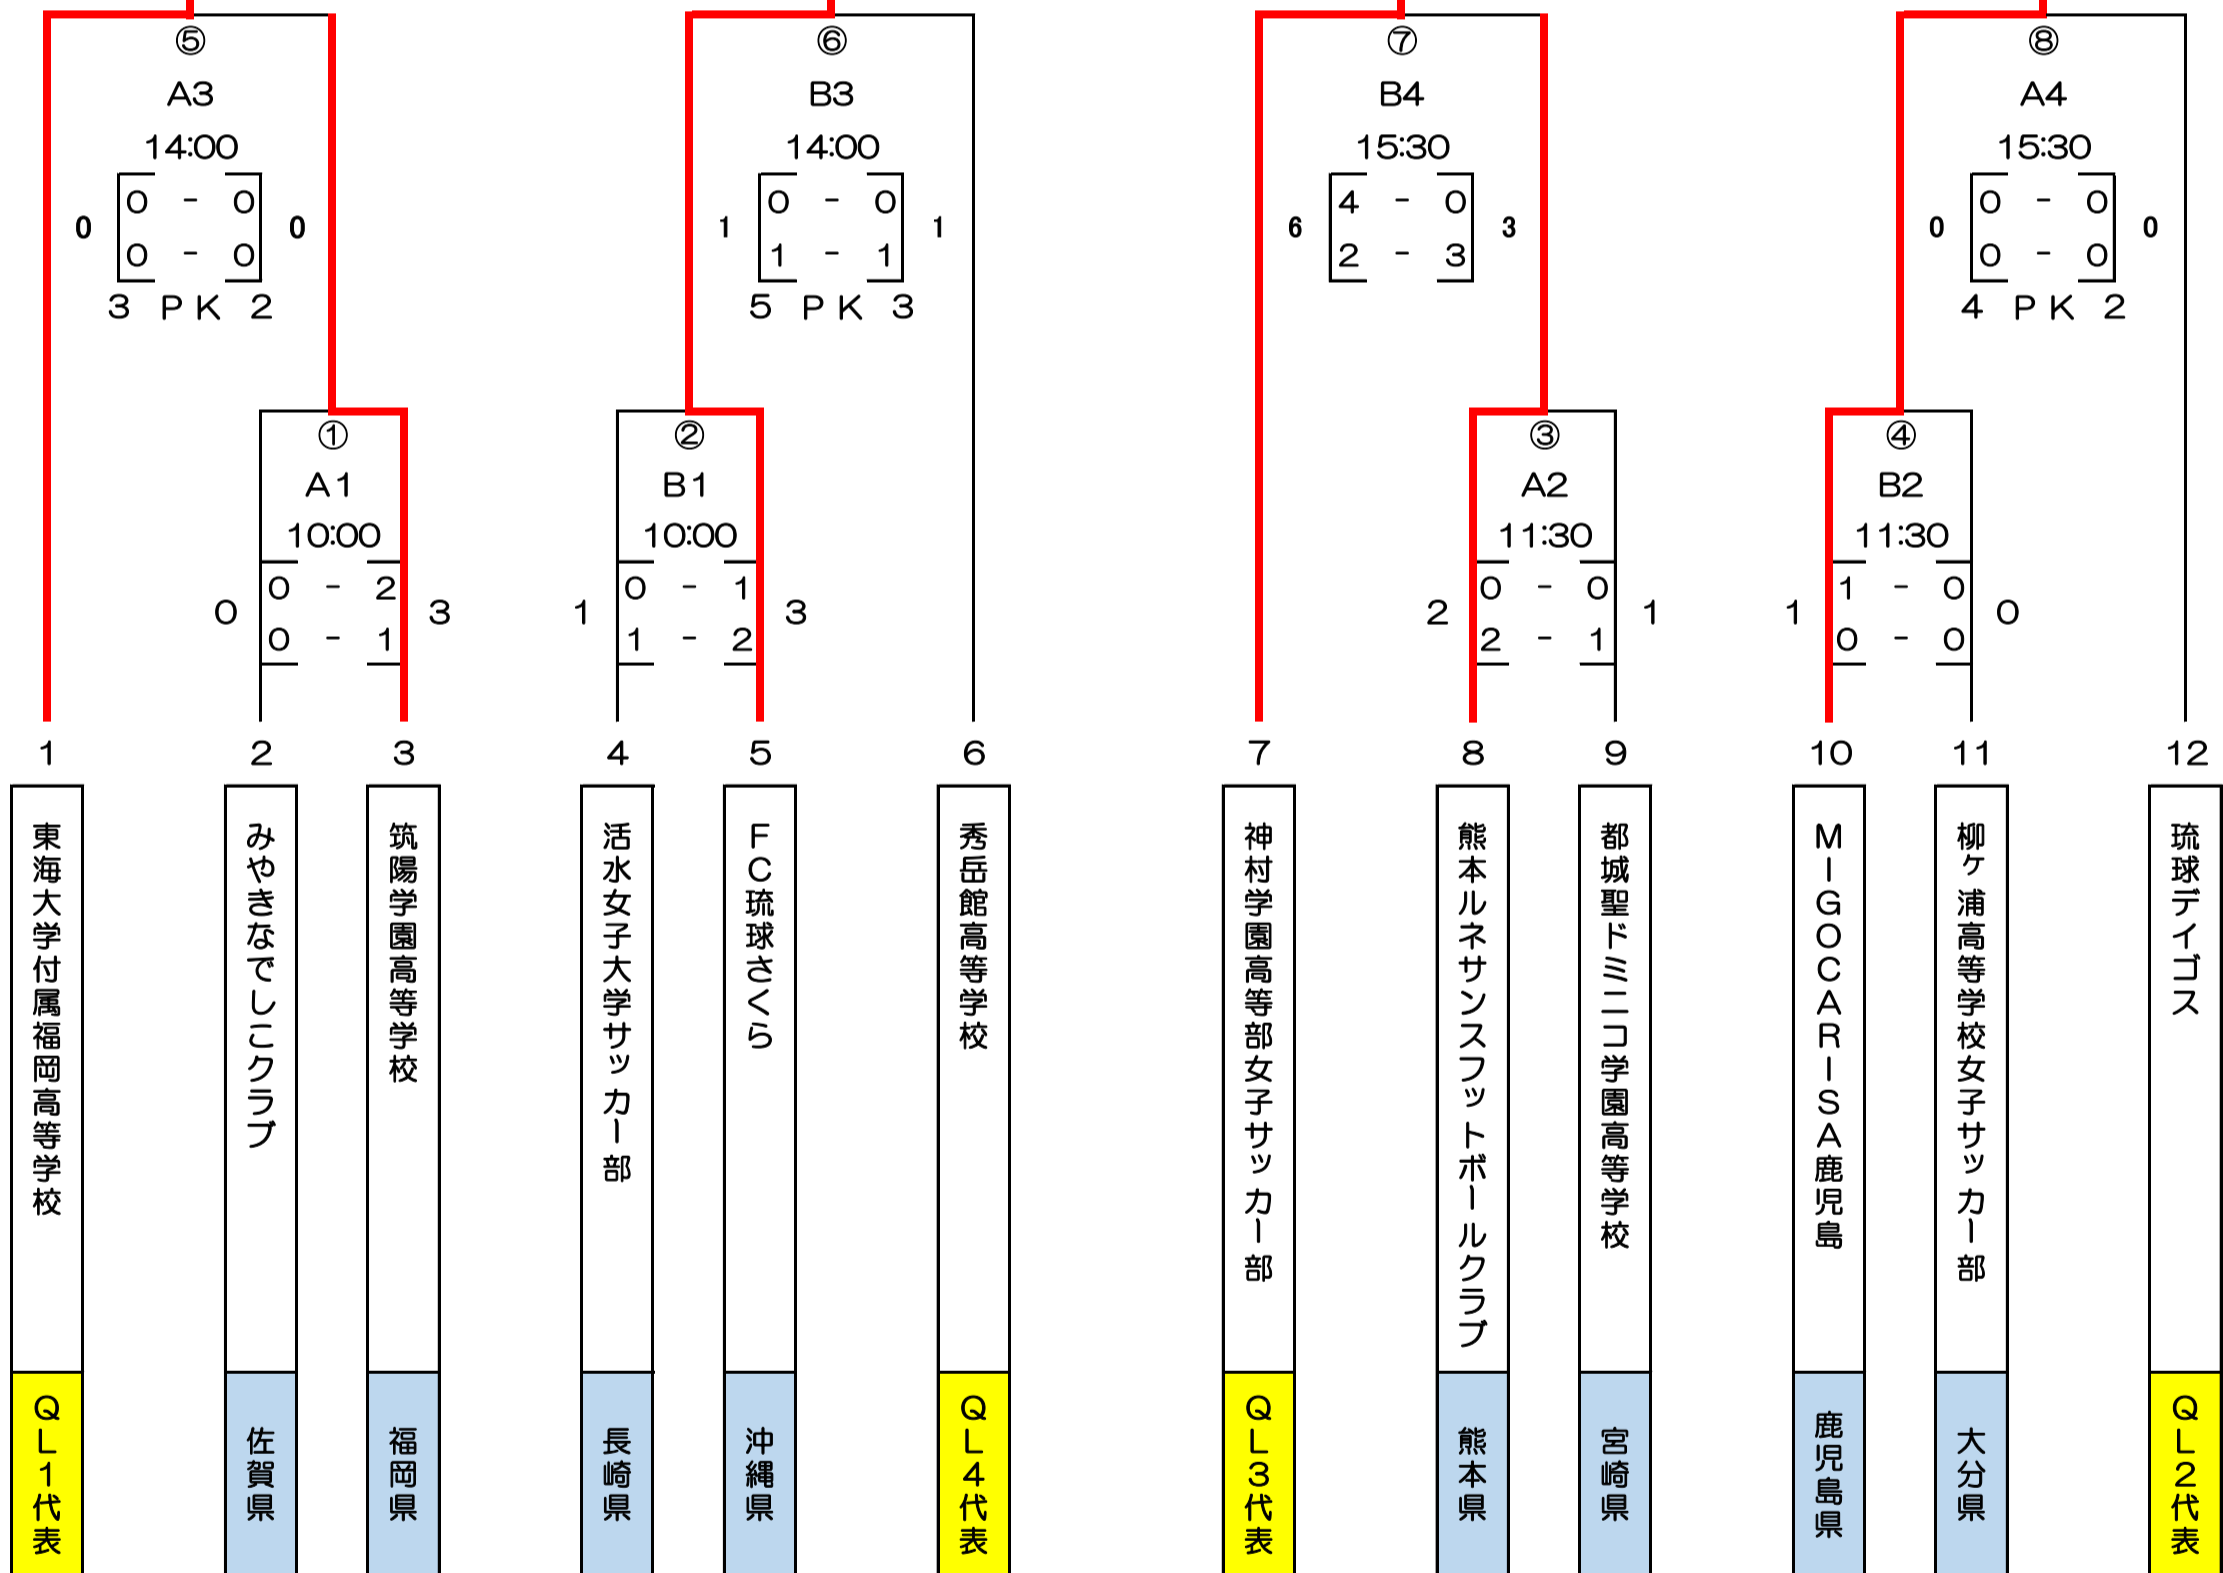 ⑤
A3
14:00
0 0 - 0 0
0 - 0
3 PK 2
⑥
B3
14:00
1 0 - 0 1
1 - 1
5 PK 3
⑦
B4
15:30
6 4 - 0 3
2 - 3
⑧
A4
15:30
0 0 - 0 0
0 - 0
4 PK 2
①
A1
10:00
0 0 - 2 3
0 - 1
②
B1
10:00
1 0 - 1 3
1 - 2
③
A2
11:30
2 0 - 0 1
2 - 1
④
B2
11:30
1 1 - 0 0
0 - 0
1
東海大学付属福岡高等学校
QL1代表
2
みやきなでしこクラブ
佐賀県
3
筑陽学園高等学校
福岡県
4
活水女子大学サッカー部
長崎県
5
FC琉球さくら
沖縄県
6
秀岳館高等学校
QL4代表
7
神村学園高等部女子サッカー部
QL3代表
8
熊本ルネサンスフットボールクラブ
熊本県
9
都城聖ドミニコ学園高等学校
宮崎県
10
MIGOCARISA鹿児島
鹿児島県
11
柳ヶ浦高等学校女子サッカー部
大分県
12
琉球デイゴス
QL2代表